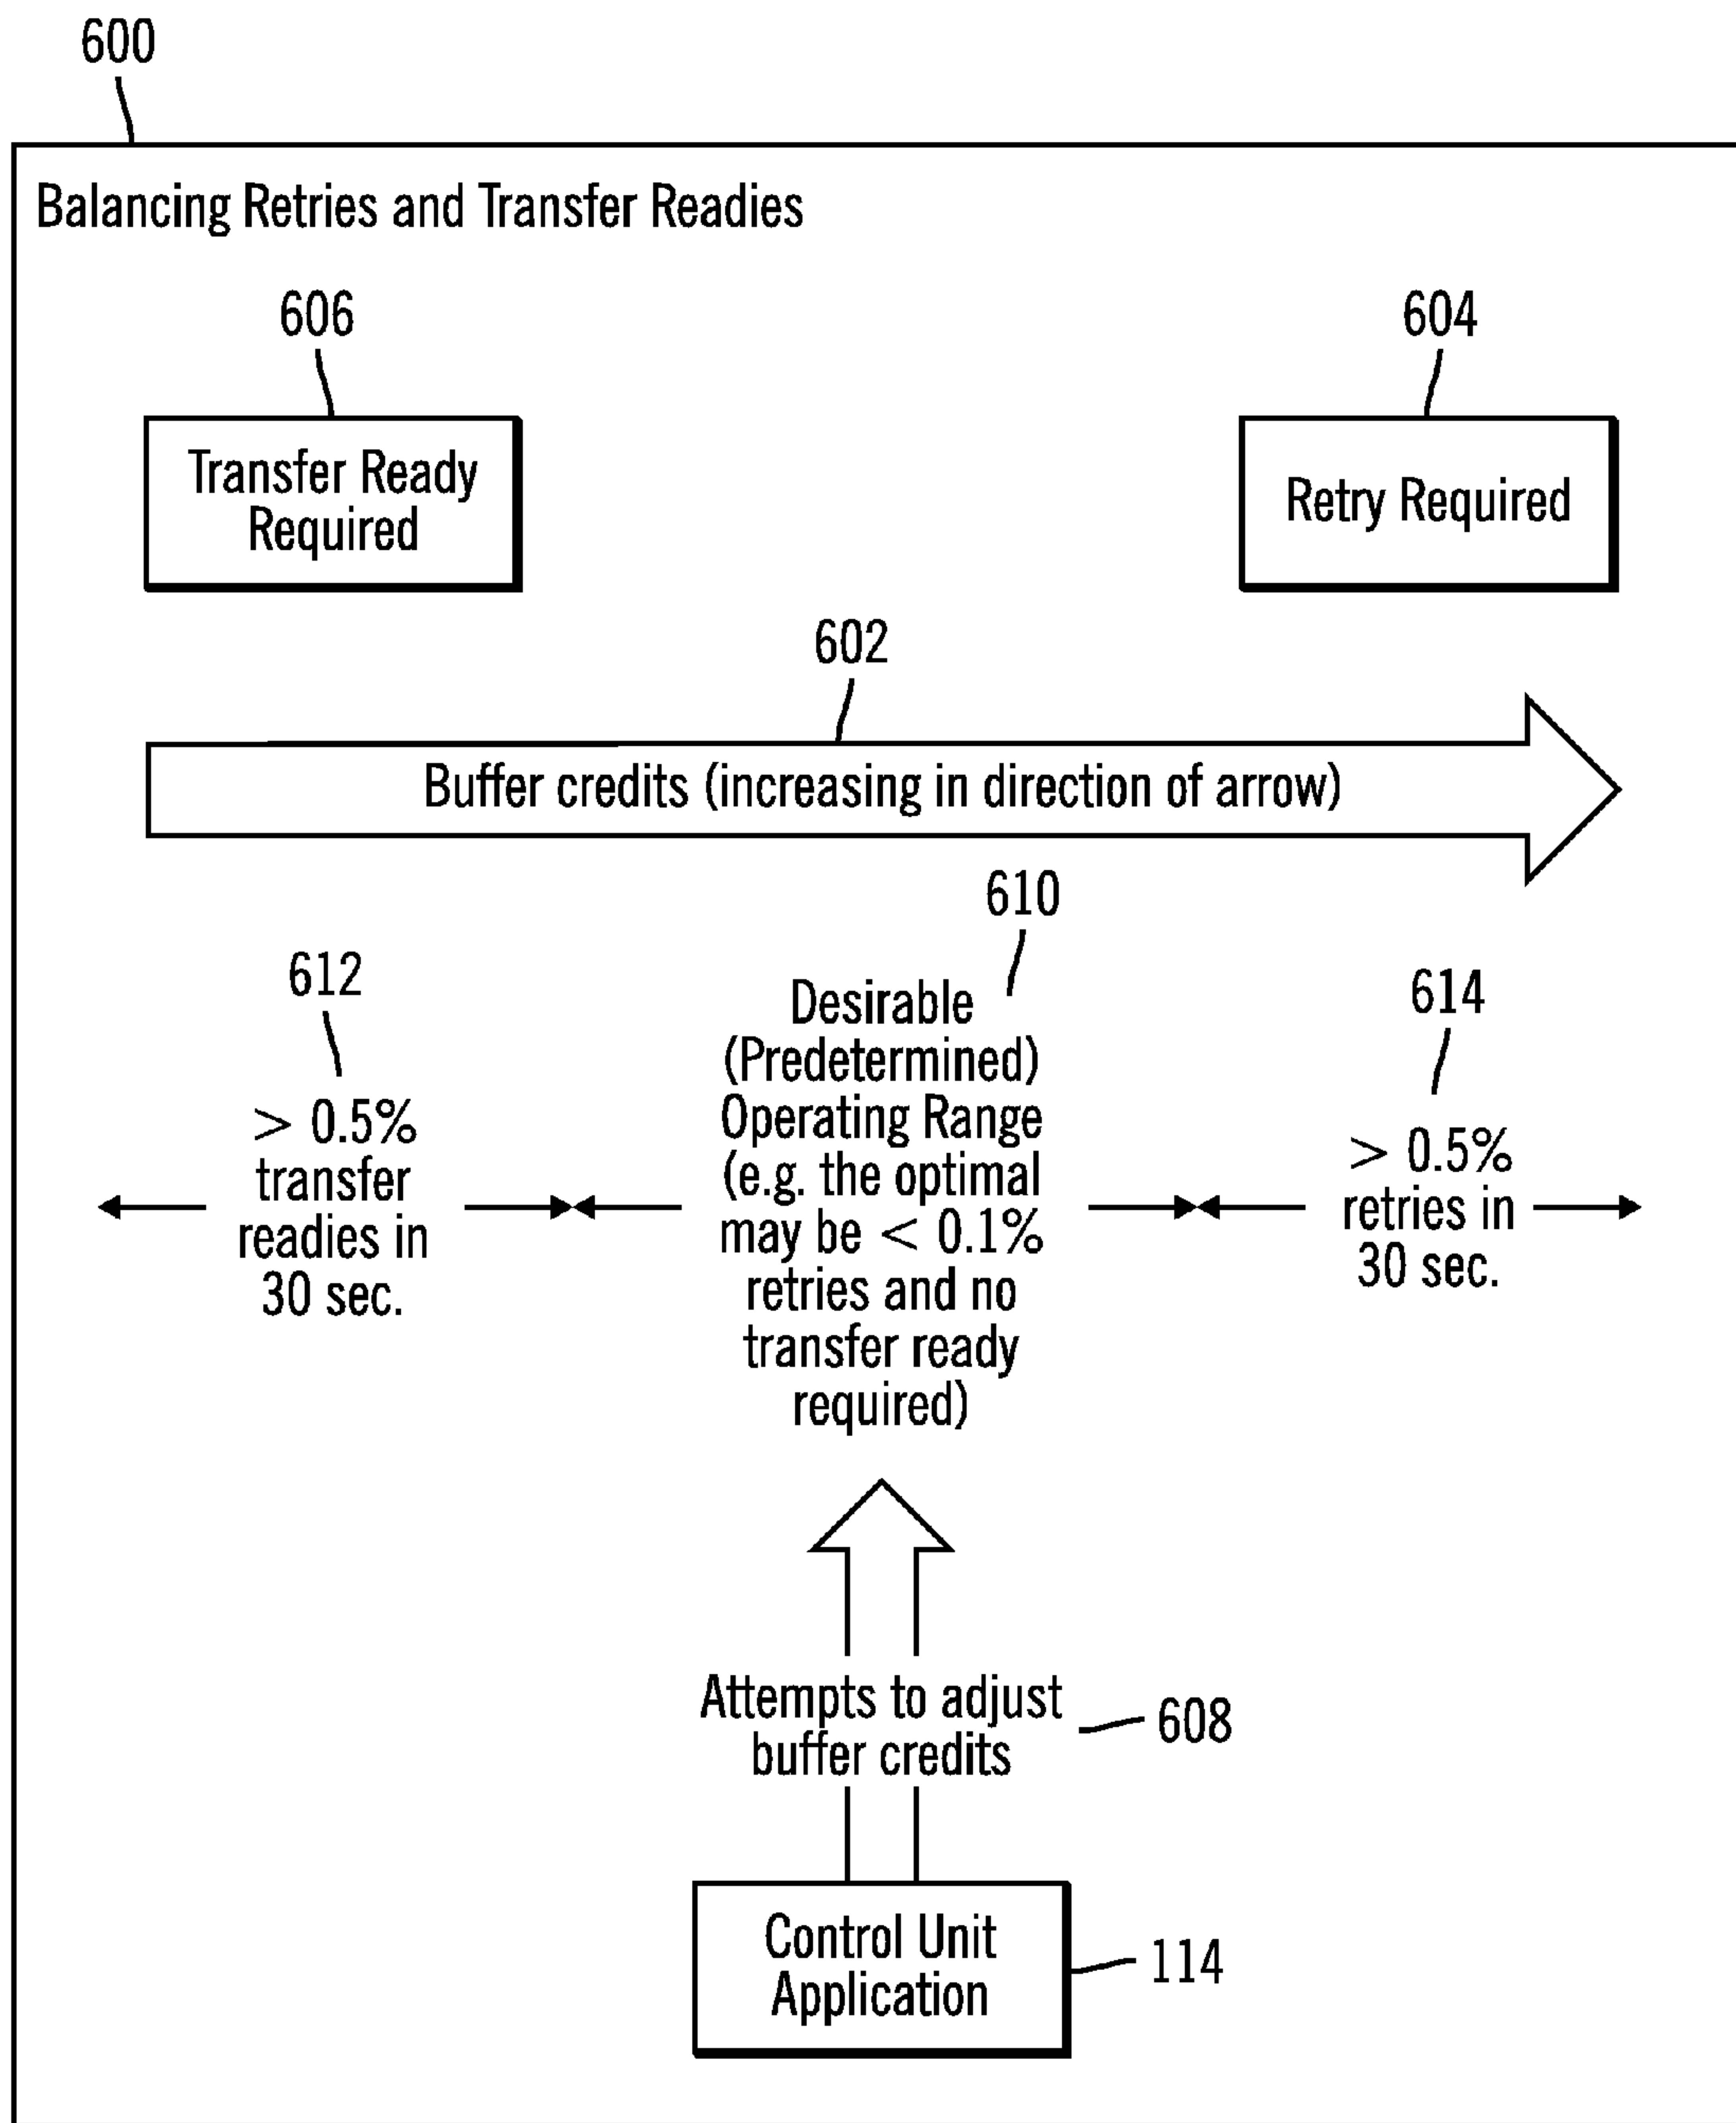 600
Balancing Retries and Transfer Readies
606
604
Transfer Ready
Required
Retry Required
602
Buffer credits (increasing in direction of arrow)
610
612
614
Desirable
(Predetermined)
Operating Range
(e.g. the optimal
may be < 0.1%
retries and no
transfer ready
required)
> 0.5%
transfer
readies in
30 sec.
> 0.5%
retries in
30 sec.
Attempts to adjust
buffer credits
608
Control Unit
Application
114